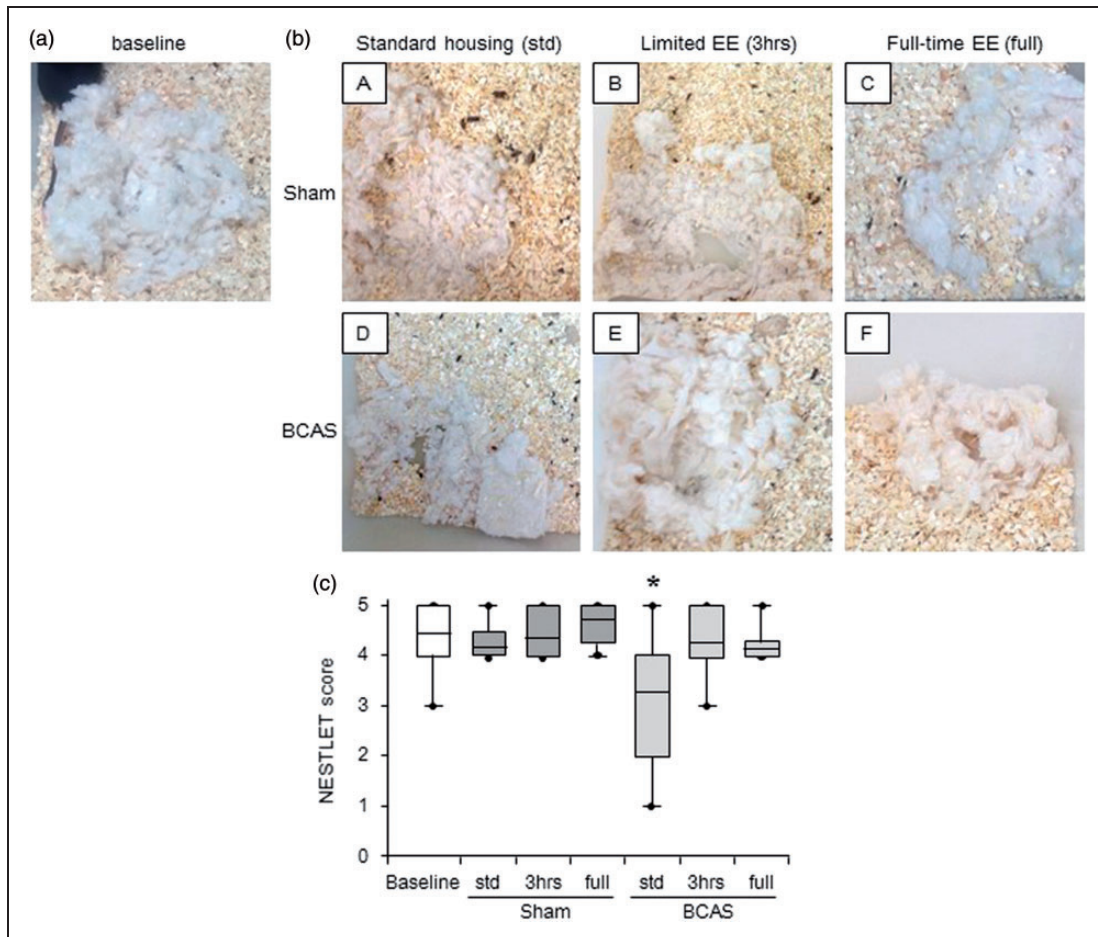 (a)
baseline
(b)
Standard housing (std)
Limited EE (3hrs)
Full-time EE (full)
Sham
A
B
C
BCAS
D
E
F
(c)
NESTLET score
5
4
3
2
1
0
*
Baseline
std
3hrs
full
std
3hrs
full
Sham
BCAS